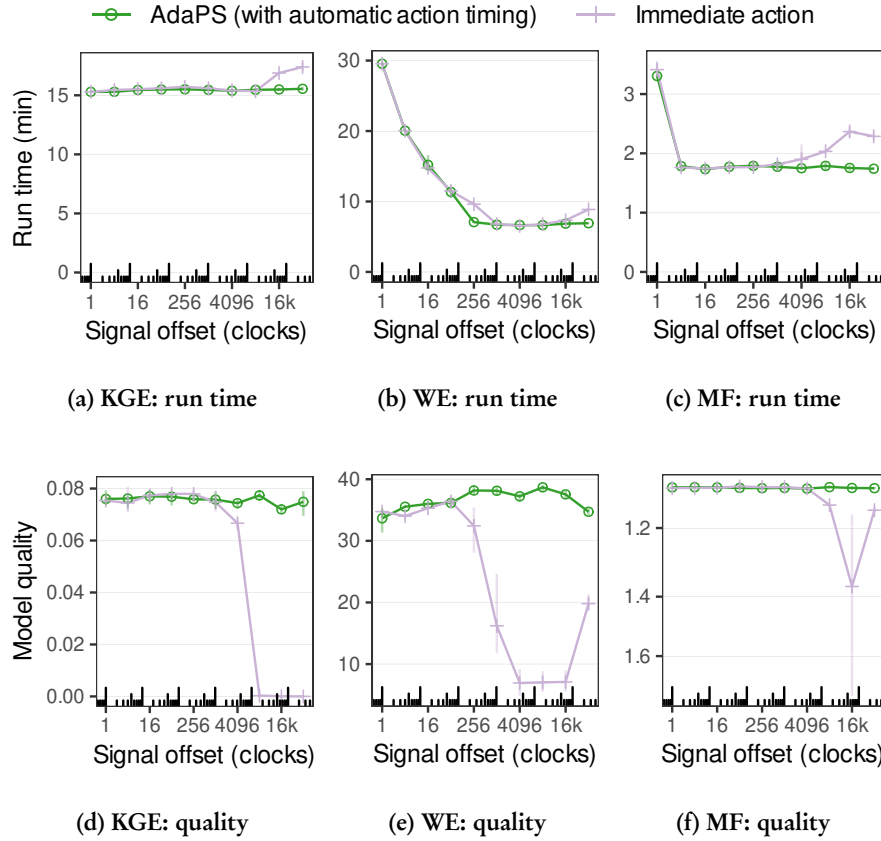 AdaPS (with automatic action timing) Immediate action
Run time (min)
15
10
5
0
1 16 256 4096 16k
Signal offset (clocks)
30
20
10
0
1 16 256 4096 16k
Signal offset (clocks)
3
2
1
0
1 16 256 4096 16k
Signal offset (clocks)
(a) KGE: run time
(b) WE: run time
(c) MF: run time
Model quality
0.08
0.06
0.04
0.02
0.00
1 16 256 4096 16k
Signal offset (clocks)
40
30
20
10
1 16 256 4096 16k
Signal offset (clocks)
1.2
1.4
1.6
1 16 256 4096 16k
Signal offset (clocks)
(d) KGE: quality
(e) WE: quality
(f) MF: quality